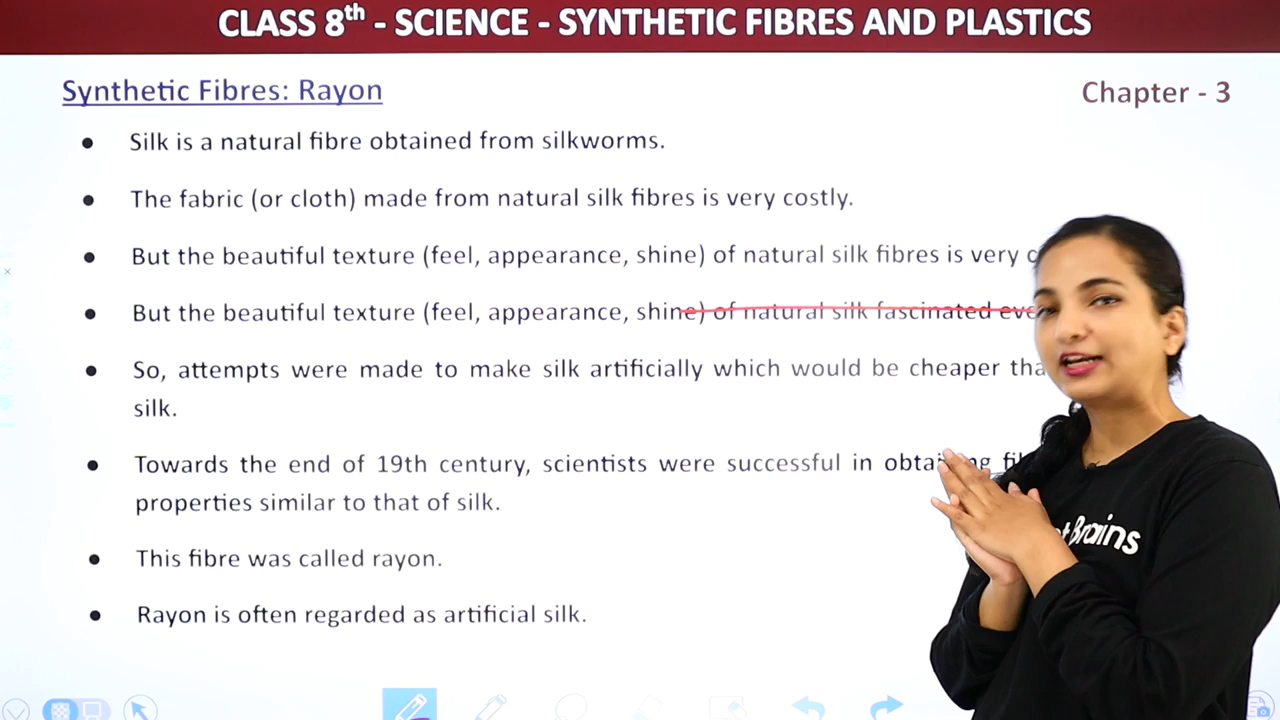 CLASS 8th - SCIENCE - SYNTHETIC FIBRES AND PLASTICS
Synthetic Fibres: Rayon
Chapter - 3
● Silk is a natural fibre obtained from silkworms.
● The fabric (or cloth) made from natural silk fibres is very costly.
● But the beautiful texture (feel, appearance, shine) of natural silk fibres is very
● But the beautiful texture (feel, appearance, shine) of natural silk fascinated
● So, attempts were made to make silk artificially which would be cheaper
silk.
● Towards the end of 19th century, scientists were successful in
properties similar to that of silk.
● This fibre was called rayon.
● Rayon is often regarded as artificial silk.
Brains